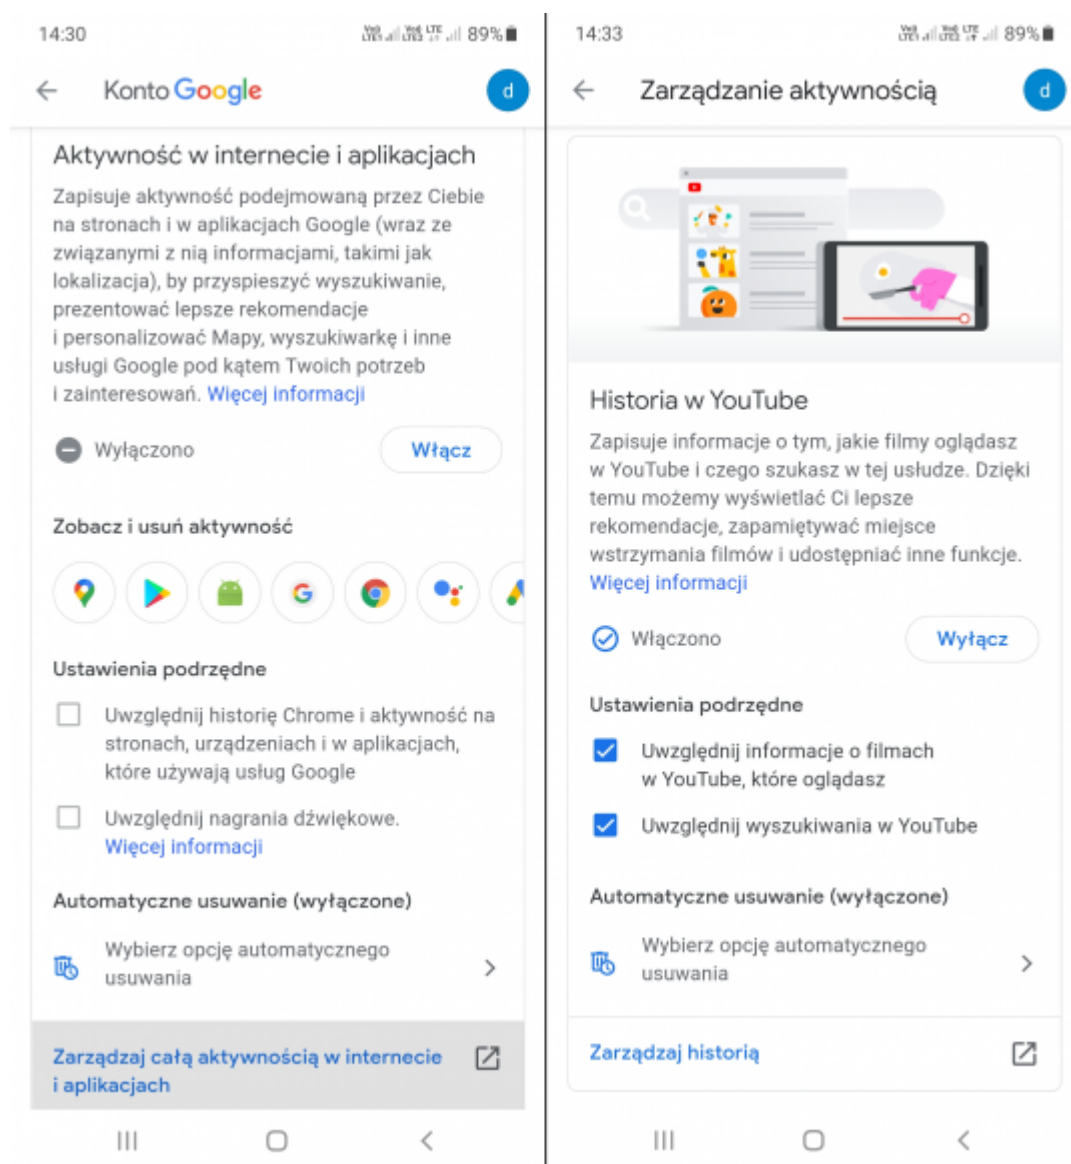 14:30
89%
Konto Google
d
Aktywność w internecie i aplikacjach
Zapisuje aktywność podejmowaną przez Ciebie
na stronach i w aplikacjach Google (wraz ze
związanymi z nią informacjami, takimi jak
lokalizacja), by przyspieszyć wyszukiwanie,
prezentować lepsze rekomendacje
i personalizować Mapy, wyszukiwarkę i inne
usługi Google pod kątem Twoich potrzeb
i zainteresowań. Więcej informacji
Wyłączono
Włącz
Zobacz i usuń aktywność
Ustawienia podrzędne
Uwzględnij historię Chrome i aktywność na
stronach, urządzeniach i w aplikacjach,
które używają usług Google
Uwzględnij nagrania dźwiękowe.
Więcej informacji
Automatyczne usuwanie (wyłączone)
Wybierz opcję automatycznego
usuwania
Zarządzaj całą aktywnością w internecie
i aplikacjach
14:33
89%
Zarządzanie aktywnością
d
Historia w YouTube
Zapisuje informacje o tym, jakie filmy oglądasz
w YouTube i czego szukasz w tej usłudze. Dzięki
temu możemy wyświetlać Ci lepsze
rekomendacje, zapamiętywać miejsce
wstrzymania filmów i udostępniać inne funkcje.
Więcej informacji
Włączono
Wyłącz
Ustawienia podrzędne
Uwzględnij informacje o filmach
w YouTube, które oglądasz
Uwzględnij wyszukiwania w YouTube
Automatyczne usuwanie (wyłączone)
Wybierz opcję automatycznego
usuwania
Zarządzaj historią